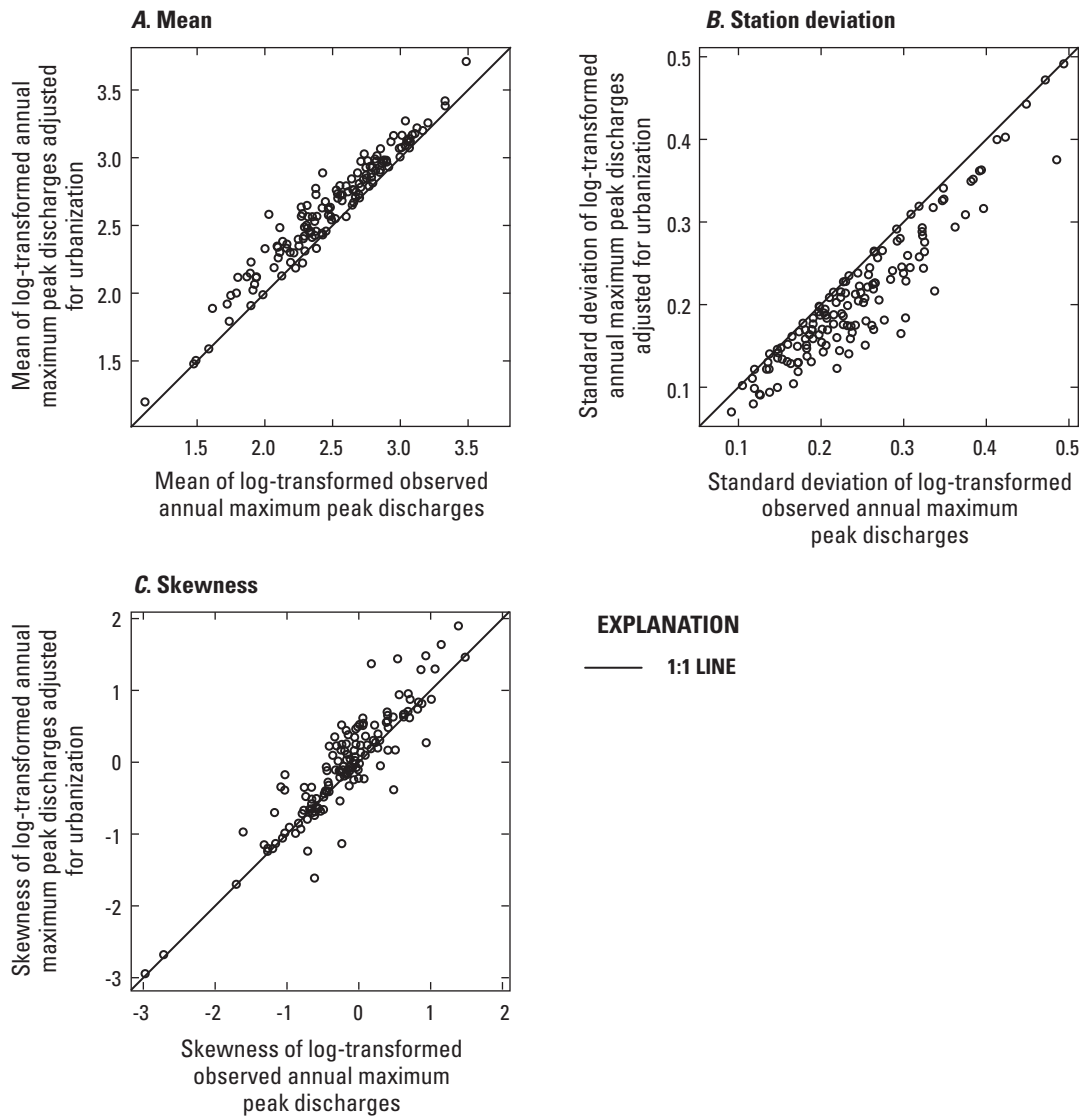 A. Mean
Mean of log-transformed annual
maximum peak discharges adjusted
for urbanization
3.5
3.0
2.5
2.0
1.5
1.5 2.0 2.5 3.0 3.5
Mean of log-transformed observed
annual maximum peak discharges
B. Station deviation
Standard deviation of log-transformed
annual maximum peak discharges
adjusted for urbanization
0.5
0.4
0.3
0.2
0.1
0.1 0.2 0.3 0.4 0.5
Standard deviation of log-transformed
observed annual maximum
peak discharges
C. Skewness
Skewness of log-transformed annual
maximum peak discharges adjusted
for urbanization
2
1
0
-1
-2
-3
-3 -2 -1 0 1 2
Skewness of log-transformed
observed annual maximum
peak discharges
EXPLANATION
1:1 LINE